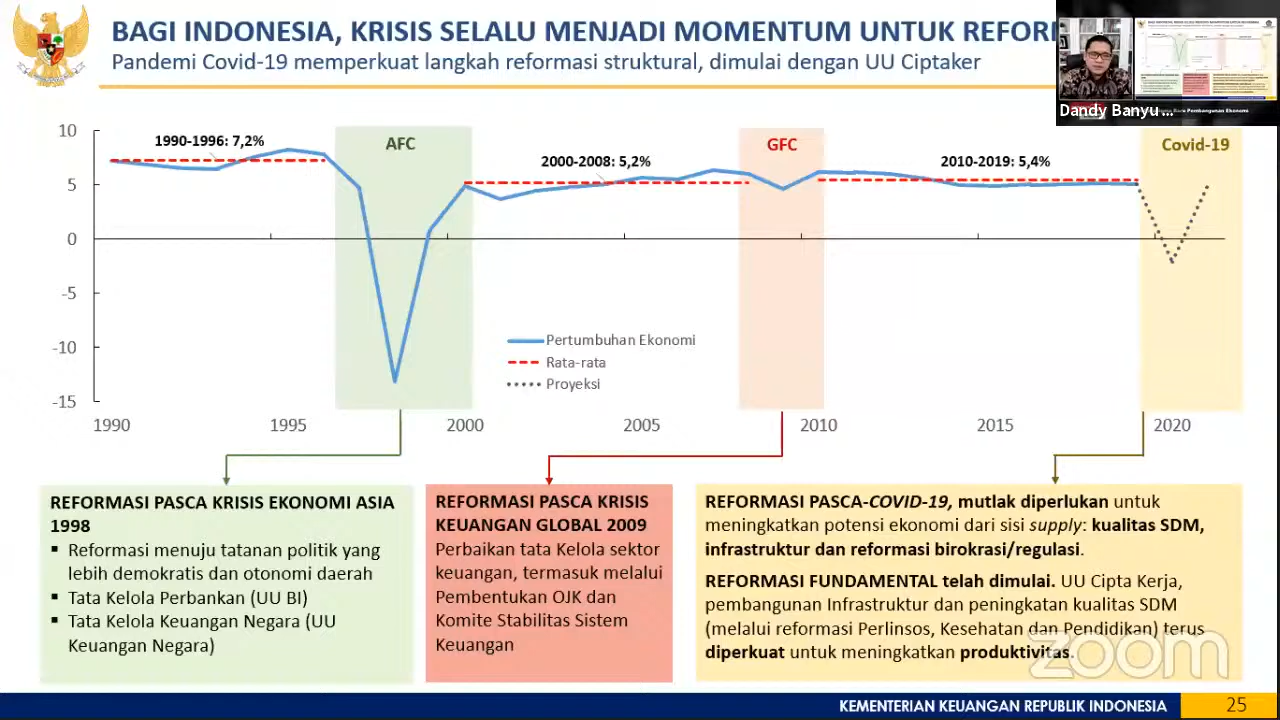 BAGI INDONESIA, KRISIS SELALU MENJADI MOMENTUM UNTUK REFOR
Pandemi Covid-19 memperkuat langkah reformasi struktural, dimulai dengan UU Ciptaker
Dandy Banyu ...
10
5
0
-5
-10
-15
1990-1996: 7,2%
AFC
2000-2008: 5,2%
GFC
2010-2019: 5,4%
Covid-19
Pertumbuhan Ekonomi
Rata-rata
Proyeksi
1990
1995
2000
2005
2010
2015
2020
REFORMASI PASCA KRISIS EKONOMI ASIA
1998
▪ Reformasi menuju tatanan politik yang
lebih demokratis dan otonomi daerah
▪ Tata Kelola Perbankan (UU BI)
▪ Tata Kelola Keuangan Negara (UU
Keuangan Negara)
REFORMASI PASCA KRISIS
KEUANGAN GLOBAL 2009
Perbaikan tata Kelola sektor
keuangan, termasuk melalui
Pembentukan OJK dan
Komite Stabilitas Sistem
Keuangan
REFORMASI PASCA-COVID-19, mutlak diperlukan untuk
meningkatkan potensi ekonomi dari sisi supply: kualitas SDM,
infrastruktur dan reformasi birokrasi/regulasi.
REFORMASI FUNDAMENTAL telah dimulai. UU Cipta Kerja,
pembangunan Infrastruktur dan peningkatan kualitas SDM
(melalui reformasi Perlinsos, Kesehatan dan Pendidikan) terus
diperkuat untuk meningkatkan produktivitas.
zoom
KEMENTERIAN KEUANGAN REPUBLIK INDONESIA
25